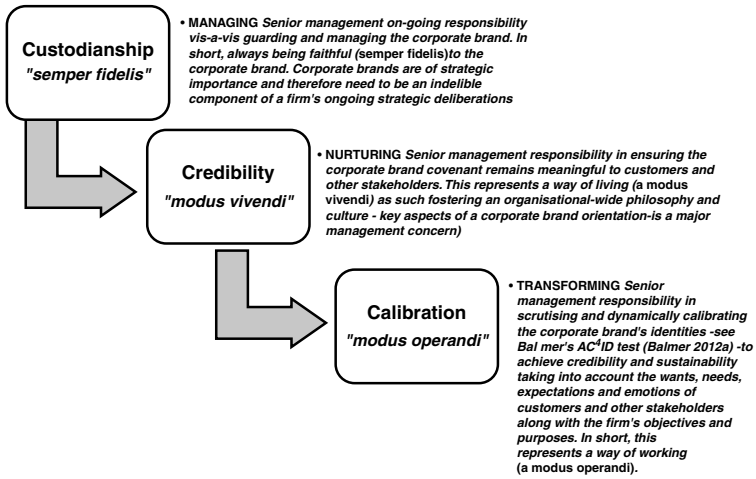 Custodianship
"semper fidelis"
• MANAGING Senior management on-going responsibility
vis-a-vis guarding and managing the corporate brand. In
short, always being faithful (semper fidelis)to the
corporate brand. Corporate brands are of strategic
importance and therefore need to be an indelible
component of a firm's ongoing strategic deliberations
Credibility
"modus vivendi"
• NURTURING Senior management responsibility in ensuring the
corporate brand covenant remains meaningful to customers and
other stakeholders. This represents a way of living (a modus
vivendi) as such fostering an organisational-wide philosophy and
culture - key aspects of a corporate brand orientation-is a major
management concern)
Calibration
"modus operandi"
• TRANSFORMING Senior
management responsibility in
scrutising and dynamically calibrating
the corporate brand's identities -see
Bal mer's AC⁴ID test (Balmer 2012a) -to
achieve credibility and sustainability
taking into account the wants, needs,
expectations and emotions of
customers and other stakeholders
along with the firm's objectives and
purposes. In short, this
represents a way of working
(a modus operandi).